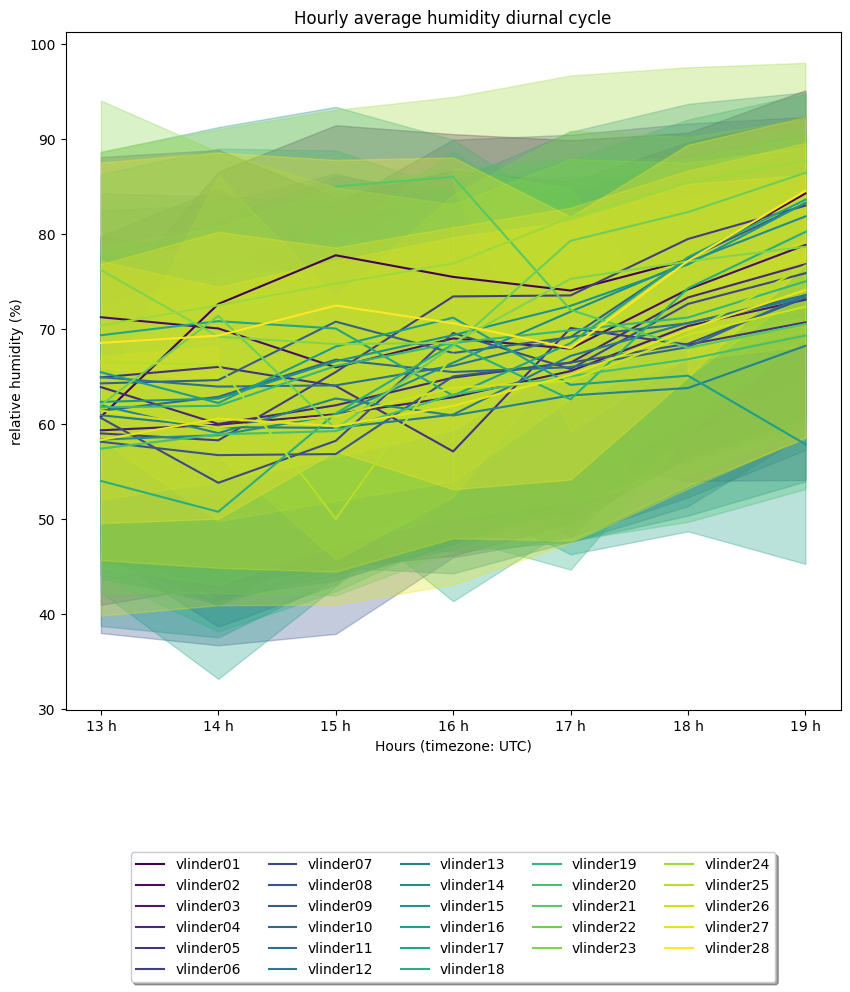 Hourly average humidity diurnal cycle
100
90
80
70
60
50
40
30
relative humidity (%)
13 h 14 h 15 h 16 h 17 h 18 h 19 h
Hours (timezone: UTC)
vlinder01 vlinder07 vlinder13 vlinder19 vlinder24
vlinder02 vlinder08 vlinder14 vlinder20 vlinder25
vlinder03 vlinder09 vlinder15 vlinder21 vlinder26
vlinder04 vlinder10 vlinder16 vlinder22 vlinder27
vlinder05 vlinder11 vlinder17 vlinder23 vlinder28
vlinder06 vlinder12 vlinder18